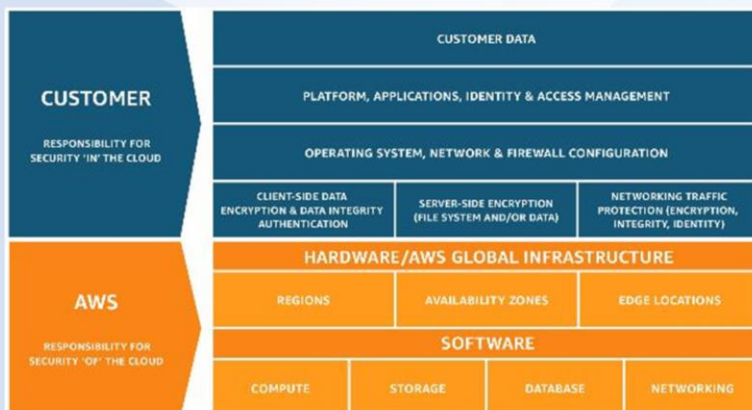 CUSTOMER
RESPONSIBILITY FOR
SECURITY 'IN' THE CLOUD
CUSTOMER DATA
PLATFORM, APPLICATIONS, IDENTITY & ACCESS MANAGEMENT
OPERATING SYSTEM, NETWORK & FIREWALL CONFIGURATION
CLIENT-SIDE DATA
ENCRYPTION & DATA INTEGRITY
AUTHENTICATION
SERVER-SIDE ENCRYPTION
(FILE SYSTEM AND/OR DATA)
NETWORKING TRAFFIC
PROTECTION (ENCRYPTION,
INTEGRITY, IDENTITY)
AWS
RESPONSIBILITY FOR
SECURITY 'OF' THE CLOUD
HARDWARE/AWS GLOBAL INFRASTRUCTURE
REGIONS
AVAILABILITY ZONES
EDGE LOCATIONS
SOFTWARE
COMPUTE
STORAGE
DATABASE
NETWORKING